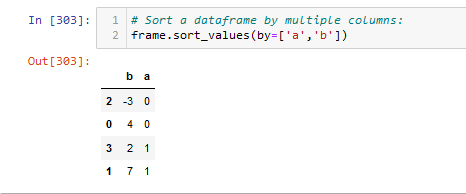 In [303]:
1 # Sort a dataframe by multiple columns:
2 frame.sort_values(by=['a','b'])
Out[303]:
b a
2 -3 0
0 4 0
3 2 1
1 7 1